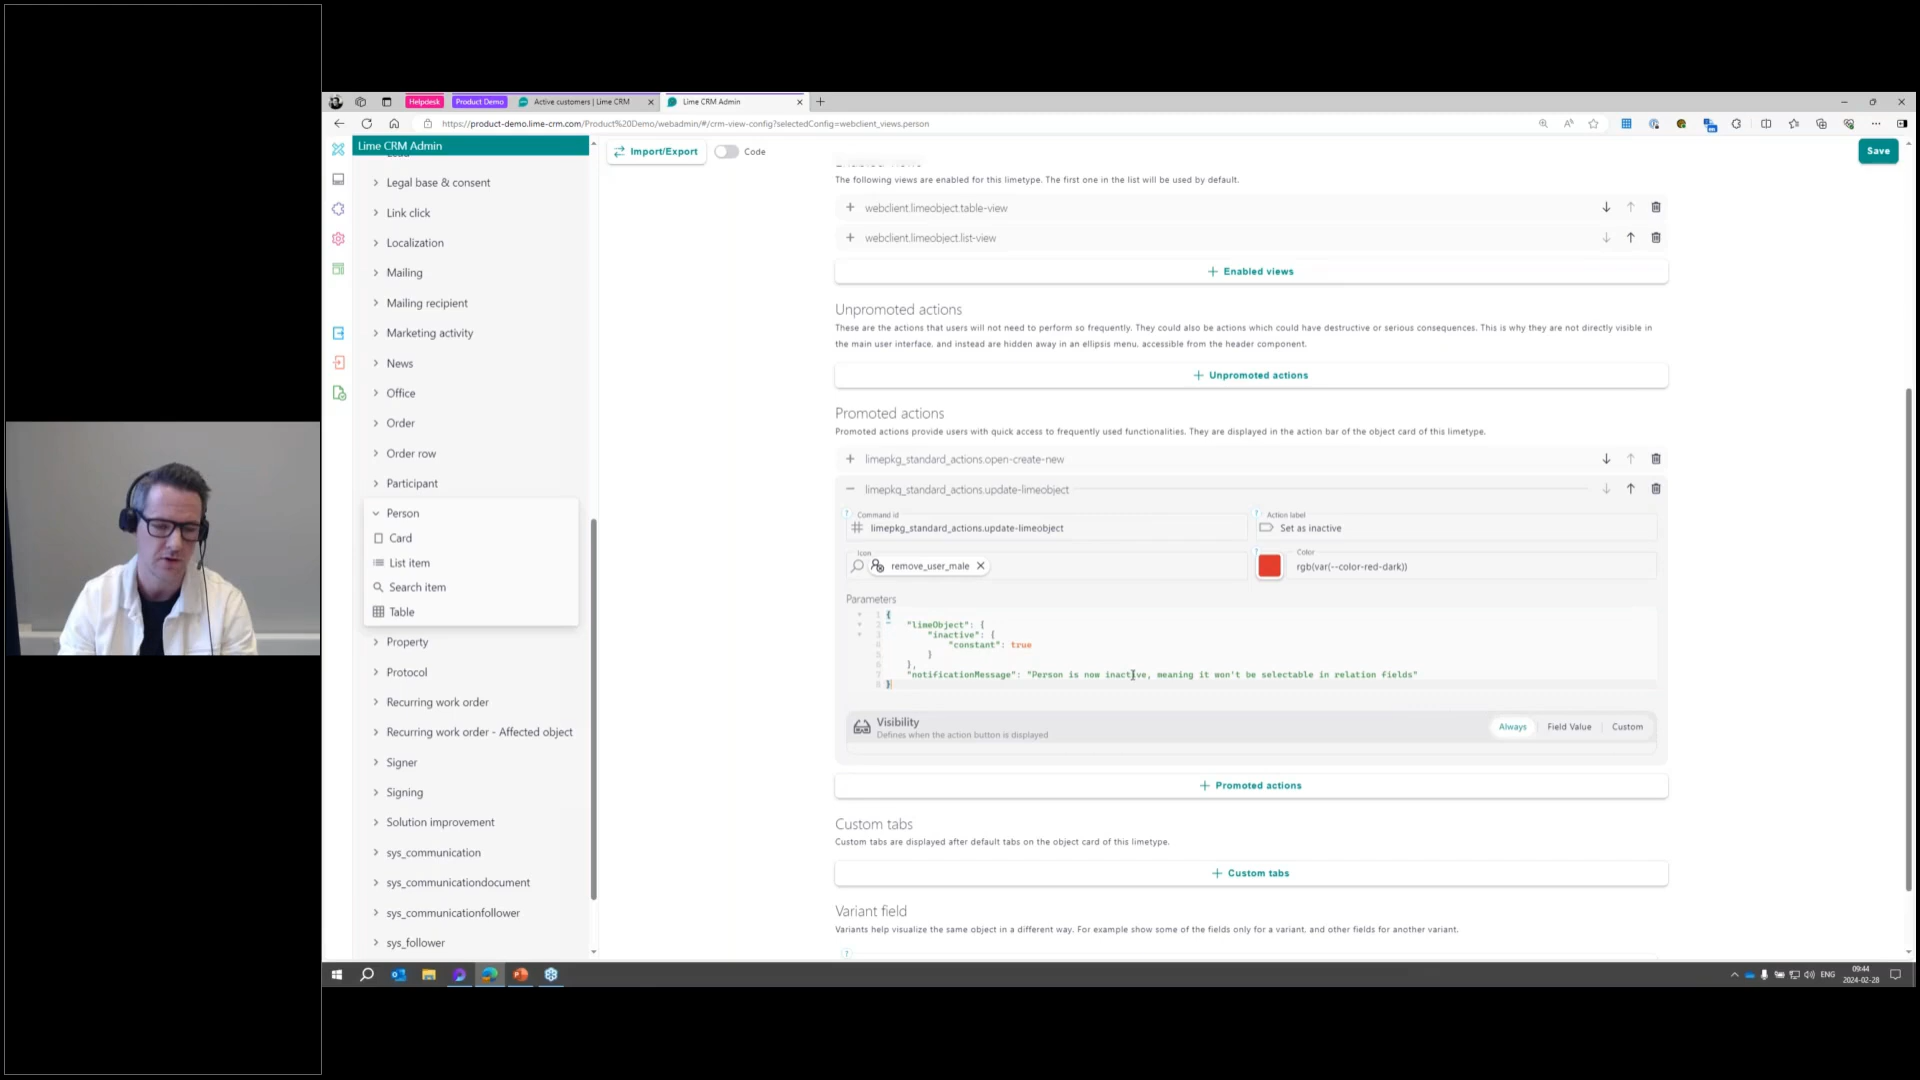 Helpdesk
Product Demo
Active customers | Lime CRM
Lime CRM Admin
https://product-demo.lime-crm.com/Product%20Demo/webadmin/#/crm-view-config?selectedConfig=webclient_views.person
Lime CRM Admin
Import/Export
Code
Save
Legal base & consent
Link click
Localization
Mailing
Mailing recipient
Marketing activity
News
Office
Order
Order row
Participant
Person
Card
List item
Search item
Table
Property
Protocol
Recurring work order
Recurring work order - Affected object
Signer
Signing
Solution improvement
sys_communication
sys_communicationdocument
sys_communicationfollower
sys_follower
The following views are enabled for this limetype. The first one in the list will be used by default.
webclient.limeobject.table-view
webclient.limeobject.list-view
+ Enabled views
Unpromoted actions
These are the actions that users will not need to perform so frequently. They could also be actions which could have destructive or serious consequences. This is why they are not directly visible in
the main user interface, and instead are hidden away in an ellipsis menu, accessible from the header component.
+ Unpromoted actions
Promoted actions
Promoted actions provide users with quick access to frequently used functionalities. They are displayed in the action bar of the object card of this limetype.
limepkg_standard_actions.open-create-new
limepkg_standard_actions.update-limeobject
Command id
limepkg_standard_actions.update-limeobject
Action label
Set as inactive
Icon
remove_user_male
Color
rgb(var(--color-red-dark))
Parameters
1 {
2 "limeObject": {
3 "inactive": {
4 "constant": true
5 }
6 },
7 "notificationMessage": "Person is now inactive, meaning it won't be selectable in relation fields"
8 }
Visibility
Defines when the action button is displayed
Always
Field Value
Custom
+ Promoted actions
Custom tabs
Custom tabs are displayed after default tabs on the object card of this limetype.
+ Custom tabs
Variant field
Variants help visualize the same object in a different way. For example show some of the fields only for a variant, and other fields for another variant.
ENG
09:44
2024-02-28